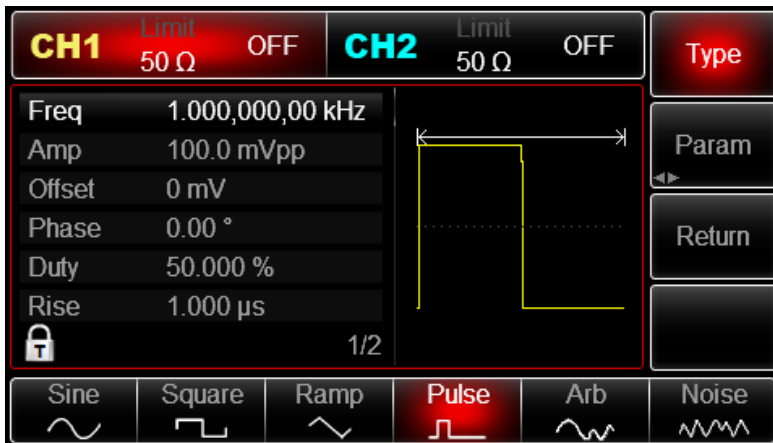 CH1 Limit 50 Ω OFF CH2 Limit 50 Ω OFF
Type
Freq 1.000,000,00 kHz
Amp 100.0 mVpp
Offset 0 mV
Phase 0.00 °
Duty 50.000 %
Rise 1.000 µs
T
1/2
Param
Return
Sine Square Ramp Pulse Arb Noise